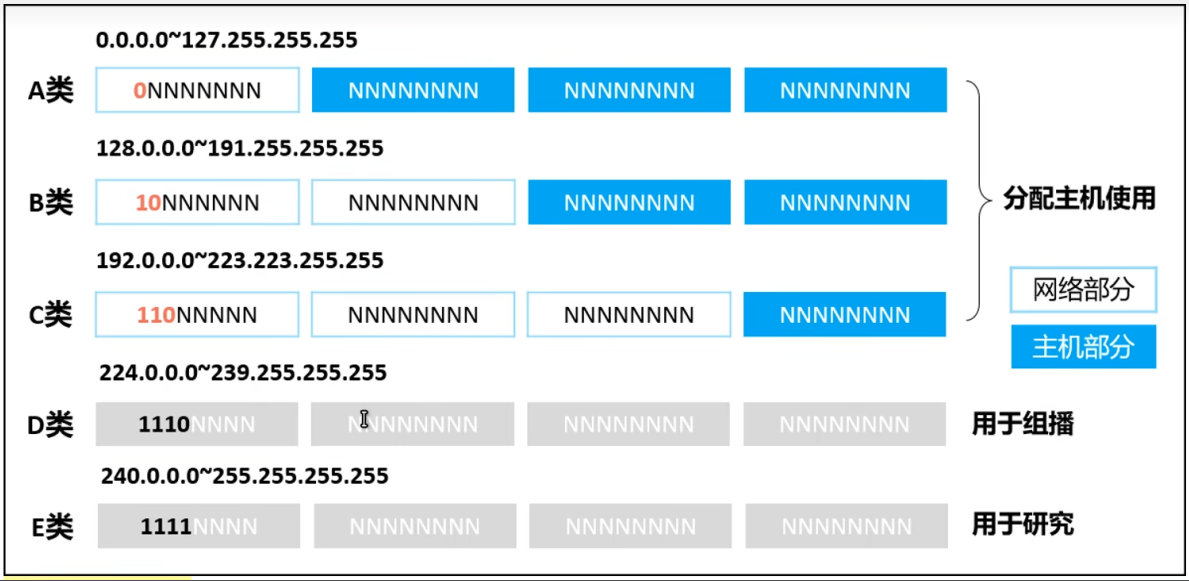 0.0.0.0~127.255.255.255
A类 0NNNNNNN NNNNNNNN NNNNNNNN NNNNNNNN
128.0.0.0~191.255.255.255
B类 10NNNNNN NNNNNNNN NNNNNNNN NNNNNNNN
分配主机使用
192.0.0.0~223.223.255.255
网络部分
C类 110NNNNN NNNNNNNN NNNNNNNN NNNNNNNN
主机部分
224.0.0.0~239.255.255.255
D类 1110NNNN NNNNNNNN NNNNNNNN NNNNNNNN 用于组播
240.0.0.0~255.255.255.255
E类 1111NNNN NNNNNNNN NNNNNNNN NNNNNNNN 用于研究